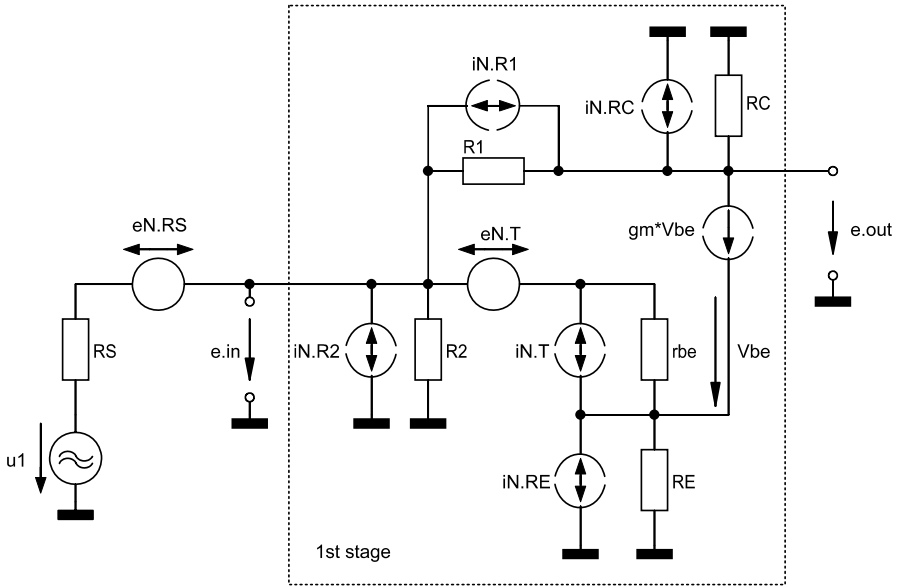 iN.R1
iN.RC
RC
R1
eN.RS
eN.T
gm*Vbe
e.out
RS
e.in
iN.R2
R2
iN.T
rbe
Vbe
u1
iN.RE
RE
1st stage